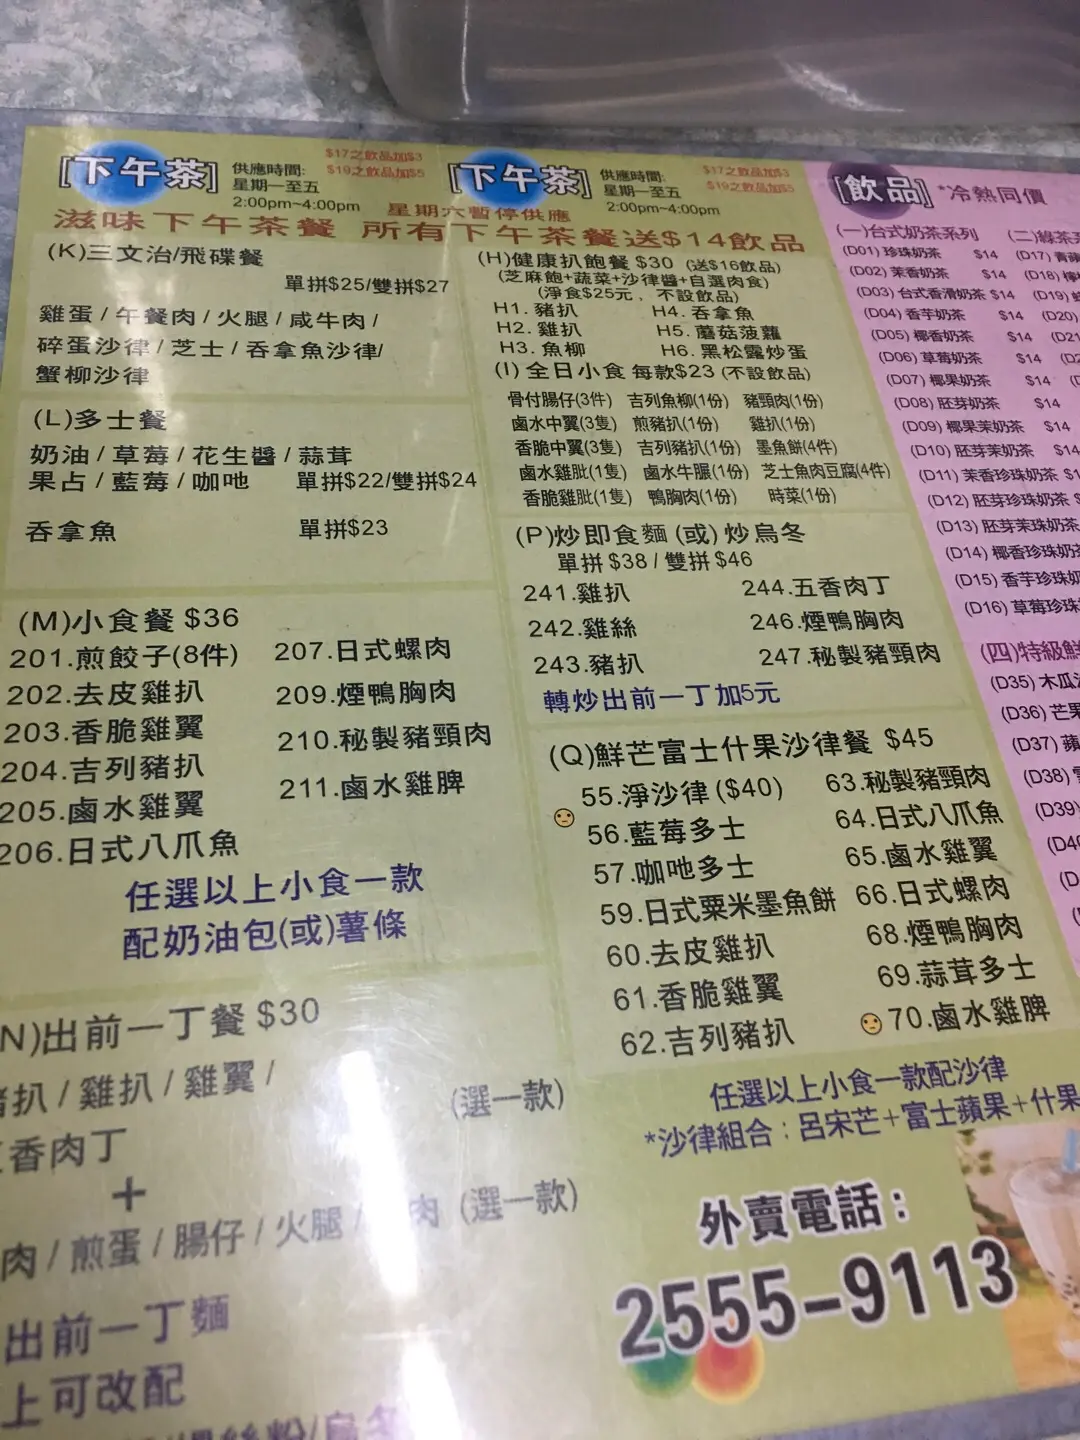 [下午茶]
供應時間:
星期一至五
2:00pm~4:00pm
$17之飲品加$3
$19之飲品加$5
星期六暫停供應
[下午茶]
供應時間:
星期一至五
2:00pm~4:00pm
$17之飲品加$3
$19之飲品加$5
滋味下午茶餐 所有下午茶餐送$14飲品
(K)三文治/飛碟餐
單拼$25/雙拼$27
雞蛋/午餐肉/火腿/咸牛肉/
碎蛋沙律/芝士/吞拿魚沙律/
蟹柳沙律
(L)多士餐
奶油/草莓/花生醬/蒜茸
果占/藍莓/咖吔 單拼$22/雙拼$24
吞拿魚 單拼$23
(M)小食餐 $36
201.煎餃子(8件) 207.日式螺肉
202.去皮雞扒 209.煙鴨胸肉
203.香脆雞翼 210.秘製豬頸肉
204.吉列豬扒 211.鹵水雞脾
205.鹵水雞翼
206.日式八爪魚
任選以上小食一款
配奶油包(或)薯條
N)出前一丁餐 $30
扒/雞扒/雞翼/ (選一款)
香肉丁
+
肉/煎蛋/腸仔/火腿/ 肉 (選一款)
出前一丁麵
上可改配
(H)健康扒飽餐 $30 (送$16飲品)
(芝麻飽+蔬菜+沙律醬+自選肉食)
(淨食$25元，不設飲品)
H1. 豬扒 H4. 吞拿魚
H2. 雞扒 H5. 蘑菇菠蘿
H3. 魚柳 H6. 黑松露炒蛋
(I) 全日小食 每款$23 (不設飲品)
骨付腸仔(3件) 吉列魚柳(1份) 豬頸肉(1份)
鹵水中翼(3隻) 煎豬扒(1份) 雞扒(1份)
香脆中翼(3隻) 吉列豬扒(1份) 墨魚餅(4件)
鹵水雞肶(1隻) 鹵水牛𦟌(1份) 芝士魚肉豆腐(4件)
香脆雞肶(1隻) 鴨胸肉(1份) 時菜(1份)
(P)炒即食麵 (或) 炒烏冬
單拼 $38 / 雙拼 $46
241.雞扒 244.五香肉丁
242.雞絲 246.煙鴨胸肉
243.豬扒 247.秘製豬頸肉
轉炒出前一丁加5元
(Q)鮮芒富士什果沙律餐 $45
55.淨沙律 ($40) 63.秘製豬頸肉
56.藍莓多士 64.日式八爪魚
57.咖吔多士 65.鹵水雞翼
59.日式粟米墨魚餅 66.日式螺肉
60.去皮雞扒 68.煙鴨胸肉
61.香脆雞翼 69.蒜茸多士
62.吉列豬扒 70.鹵水雞脾
任選以上小食一款配沙律
*沙律組合：呂宋芒+富士蘋果+什果
外賣電話：
2555-9113
[飲品] *冷熱同價
(一)台式奶茶系列
(D01) 珍珠奶茶 $14
(D02) 茉香奶茶 $14
(D03) 台式香滑奶茶 $14
(D04) 香芋奶茶 $14
(D05) 椰香奶茶 $14
(D06) 草莓奶茶 $14
(D07) 椰果奶茶 $14
(D08) 胚芽奶茶 $14
(D09) 椰果茉奶茶 $14
(D10) 胚芽茉奶茶 $14
(D11) 茉香珍珠奶茶
(D12) 胚芽珍珠奶茶
(D13) 胚芽茉珠奶茶
(D14) 椰香珍珠奶
(D15) 香芋珍珠
(D16) 草莓珍珠
(二)綠茶
(D17) 青
(D18)
(D19)
(D20)
(四)特級鮮
(D35) 木瓜
(D36) 芒果
(D37) 蘋
(D38)
(D39)